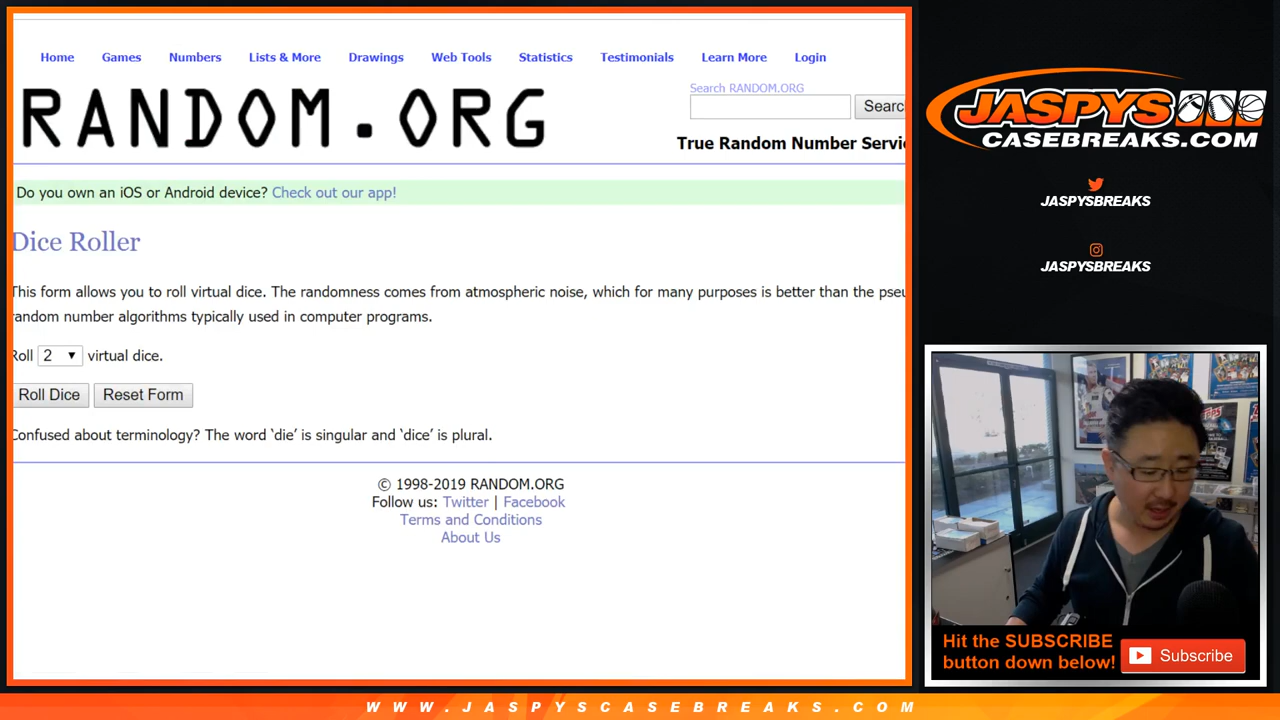 Home Games Numbers Lists & More Drawings Web Tools Statistics Testimonials Learn More Login
RANDOM.ORG
Search RANDOM.ORG
Searc
True Random Number Servi
Do you own an iOS or Android device? Check out our app!
Dice Roller
This form allows you to roll virtual dice. The randomness comes from atmospheric noise, which for many purposes is better than the pseu
random number algorithms typically used in computer programs.
Roll 2 virtual dice.
Roll Dice Reset Form
Confused about terminology? The word ‘die’ is singular and ‘dice’ is plural.
© 1998-2019 RANDOM.ORG
Follow us: Twitter | Facebook
Terms and Conditions
About Us
JASPYS
CASEBREAKS.COM
JASPYSBREAKS
JASPYSBREAKS
Topps
Hit the SUBSCRIBE
button down below!
Subscribe
WWW.JASPYSCASEBREAKS.COM